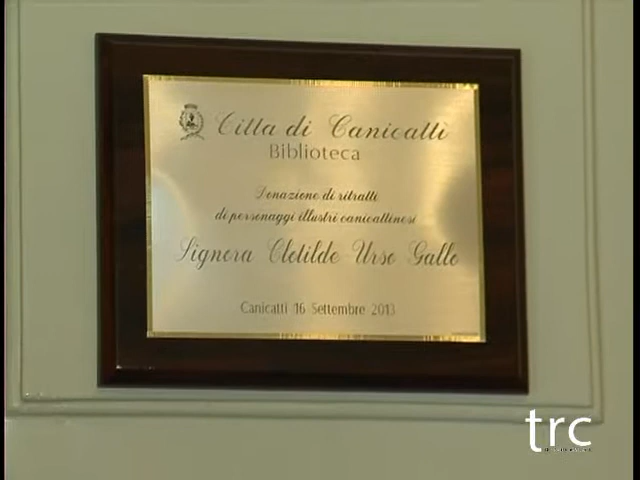 Città di Canicattì
Biblioteca
Donazione di ritratti
di personaggi illustri canicattinesi
Signora Clotilde Urso Gallo
Canicattì 16 Settembre 2013
trc